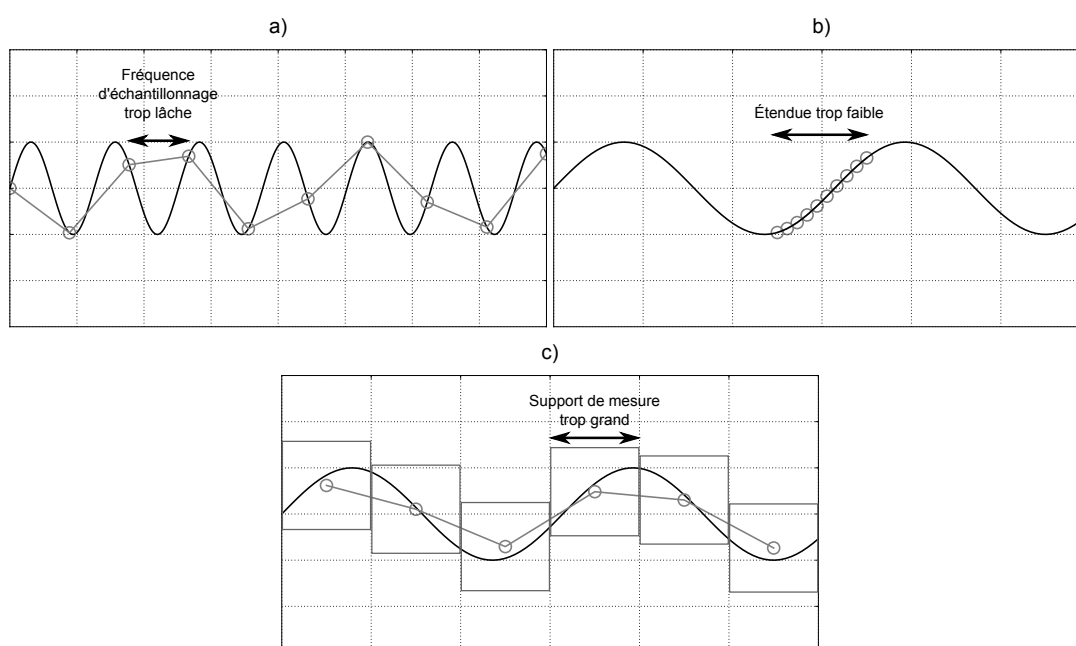 a)
Fréquence
d'échantillonnage
trop lâche
b)
Étendue trop faible
c)
Support de mesure
trop grand